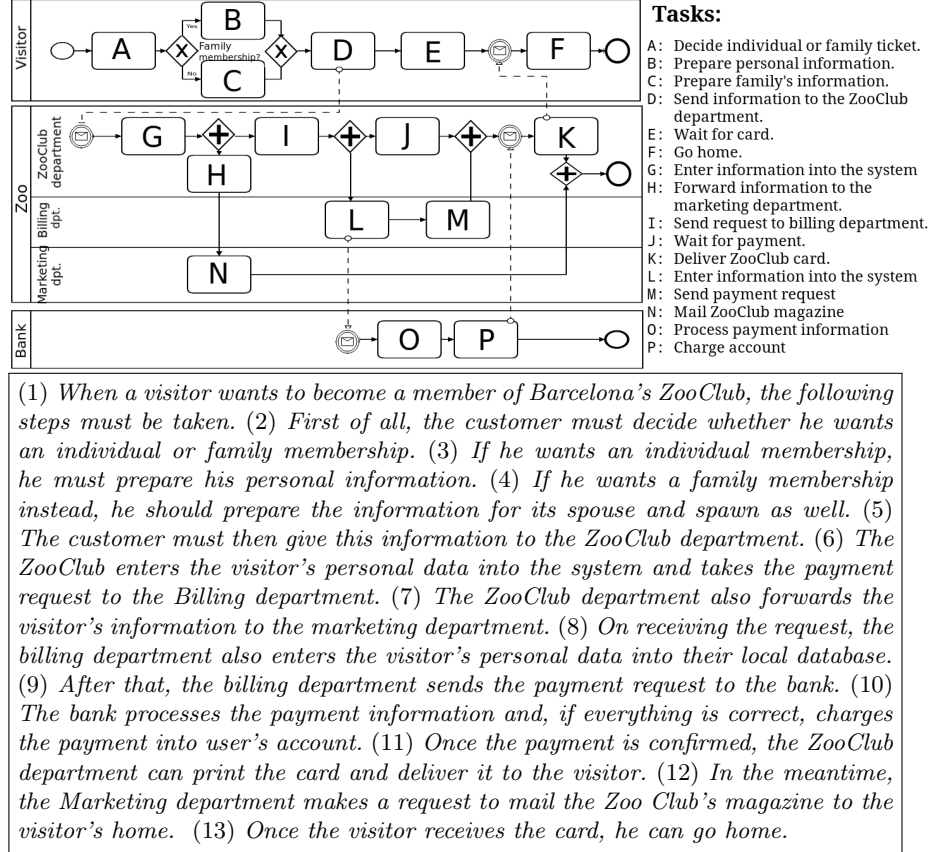 Visitor
A
X
Yes
No
Family
membership?
B
C
X
D
E
F
Zoo
ZooClub
department
G
H
I
J
K
Billing
dpt.
L
M
Marketing
dpt.
N
Bank
O
P
Tasks:
A: Decide individual or family ticket.
B: Prepare personal information.
C: Prepare family's information.
D: Send information to the ZooClub
department.
E: Wait for card.
F: Go home.
G: Enter information into the system
H: Forward information to the
marketing department.
I: Send request to billing department.
J: Wait for payment.
K: Deliver ZooClub card.
L: Enter information into the system
M: Send payment request
N: Mail ZooClub magazine
O: Process payment information
P: Charge account
(1) When a visitor wants to become a member of Barcelona's ZooClub, the following
steps must be taken. (2) First of all, the customer must decide whether he wants
an individual or family membership. (3) If he wants an individual membership,
he must prepare his personal information. (4) If he wants a family membership
instead, he should prepare the information for its spouse and spawn as well. (5)
The customer must then give this information to the ZooClub department. (6) The
ZooClub enters the visitor's personal data into the system and takes the payment
request to the Billing department. (7) The ZooClub department also forwards the
visitor's information to the marketing department. (8) On receiving the request, the
billing department also enters the visitor's personal data into their local database.
(9) After that, the billing department sends the payment request to the bank. (10)
The bank processes the payment information and, if everything is correct, charges
the payment into user's account. (11) Once the payment is confirmed, the ZooClub
department can print the card and deliver it to the visitor. (12) In the meantime,
the Marketing department makes a request to mail the Zoo Club's magazine to the
visitor's home. (13) Once the visitor receives the card, he can go home.